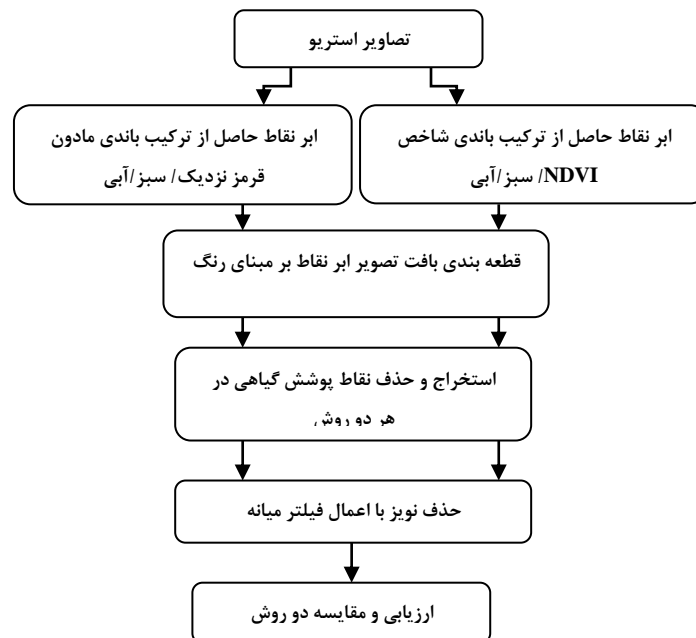 تصاویر استریو
ابر نقاط حاصل از ترکیب باندی شاخص
NDVI/ سبز/آبی
ابر نقاط حاصل از ترکیب باندی مادون
قرمز نزدیک/ سبز/آبی
قطعه بندی بافت تصویر ابر نقاط بر مبنای رنگ
استخراج و حذف نقاط پوشش گیاهی در
هر دو روش
حذف نویز با اعمال فیلتر میانه
ارزیابی و مقایسه دو روش